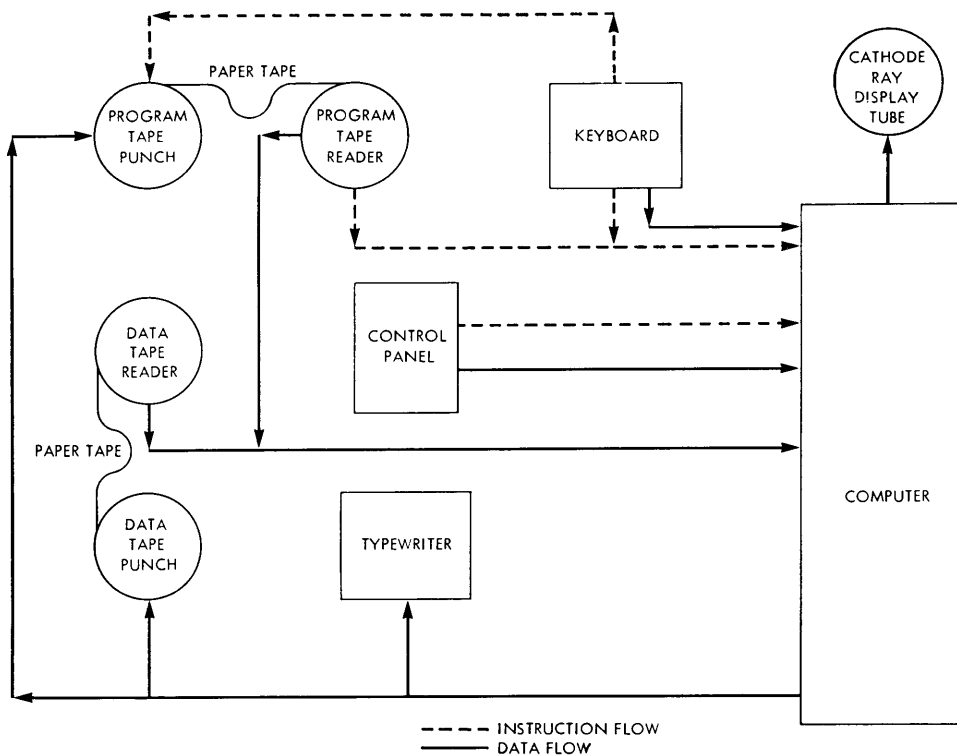 PAPER TAPE
PROGRAM
TAPE
PUNCH
PROGRAM
TAPE
READER
KEYBOARD
CATHODE
RAY
DISPLAY
TUBE
DATA
TAPE
READER
CONTROL
PANEL
PAPER TAPE
DATA
TAPE
PUNCH
TYPEWRITER
COMPUTER
INSTRUCTION FLOW
DATA FLOW